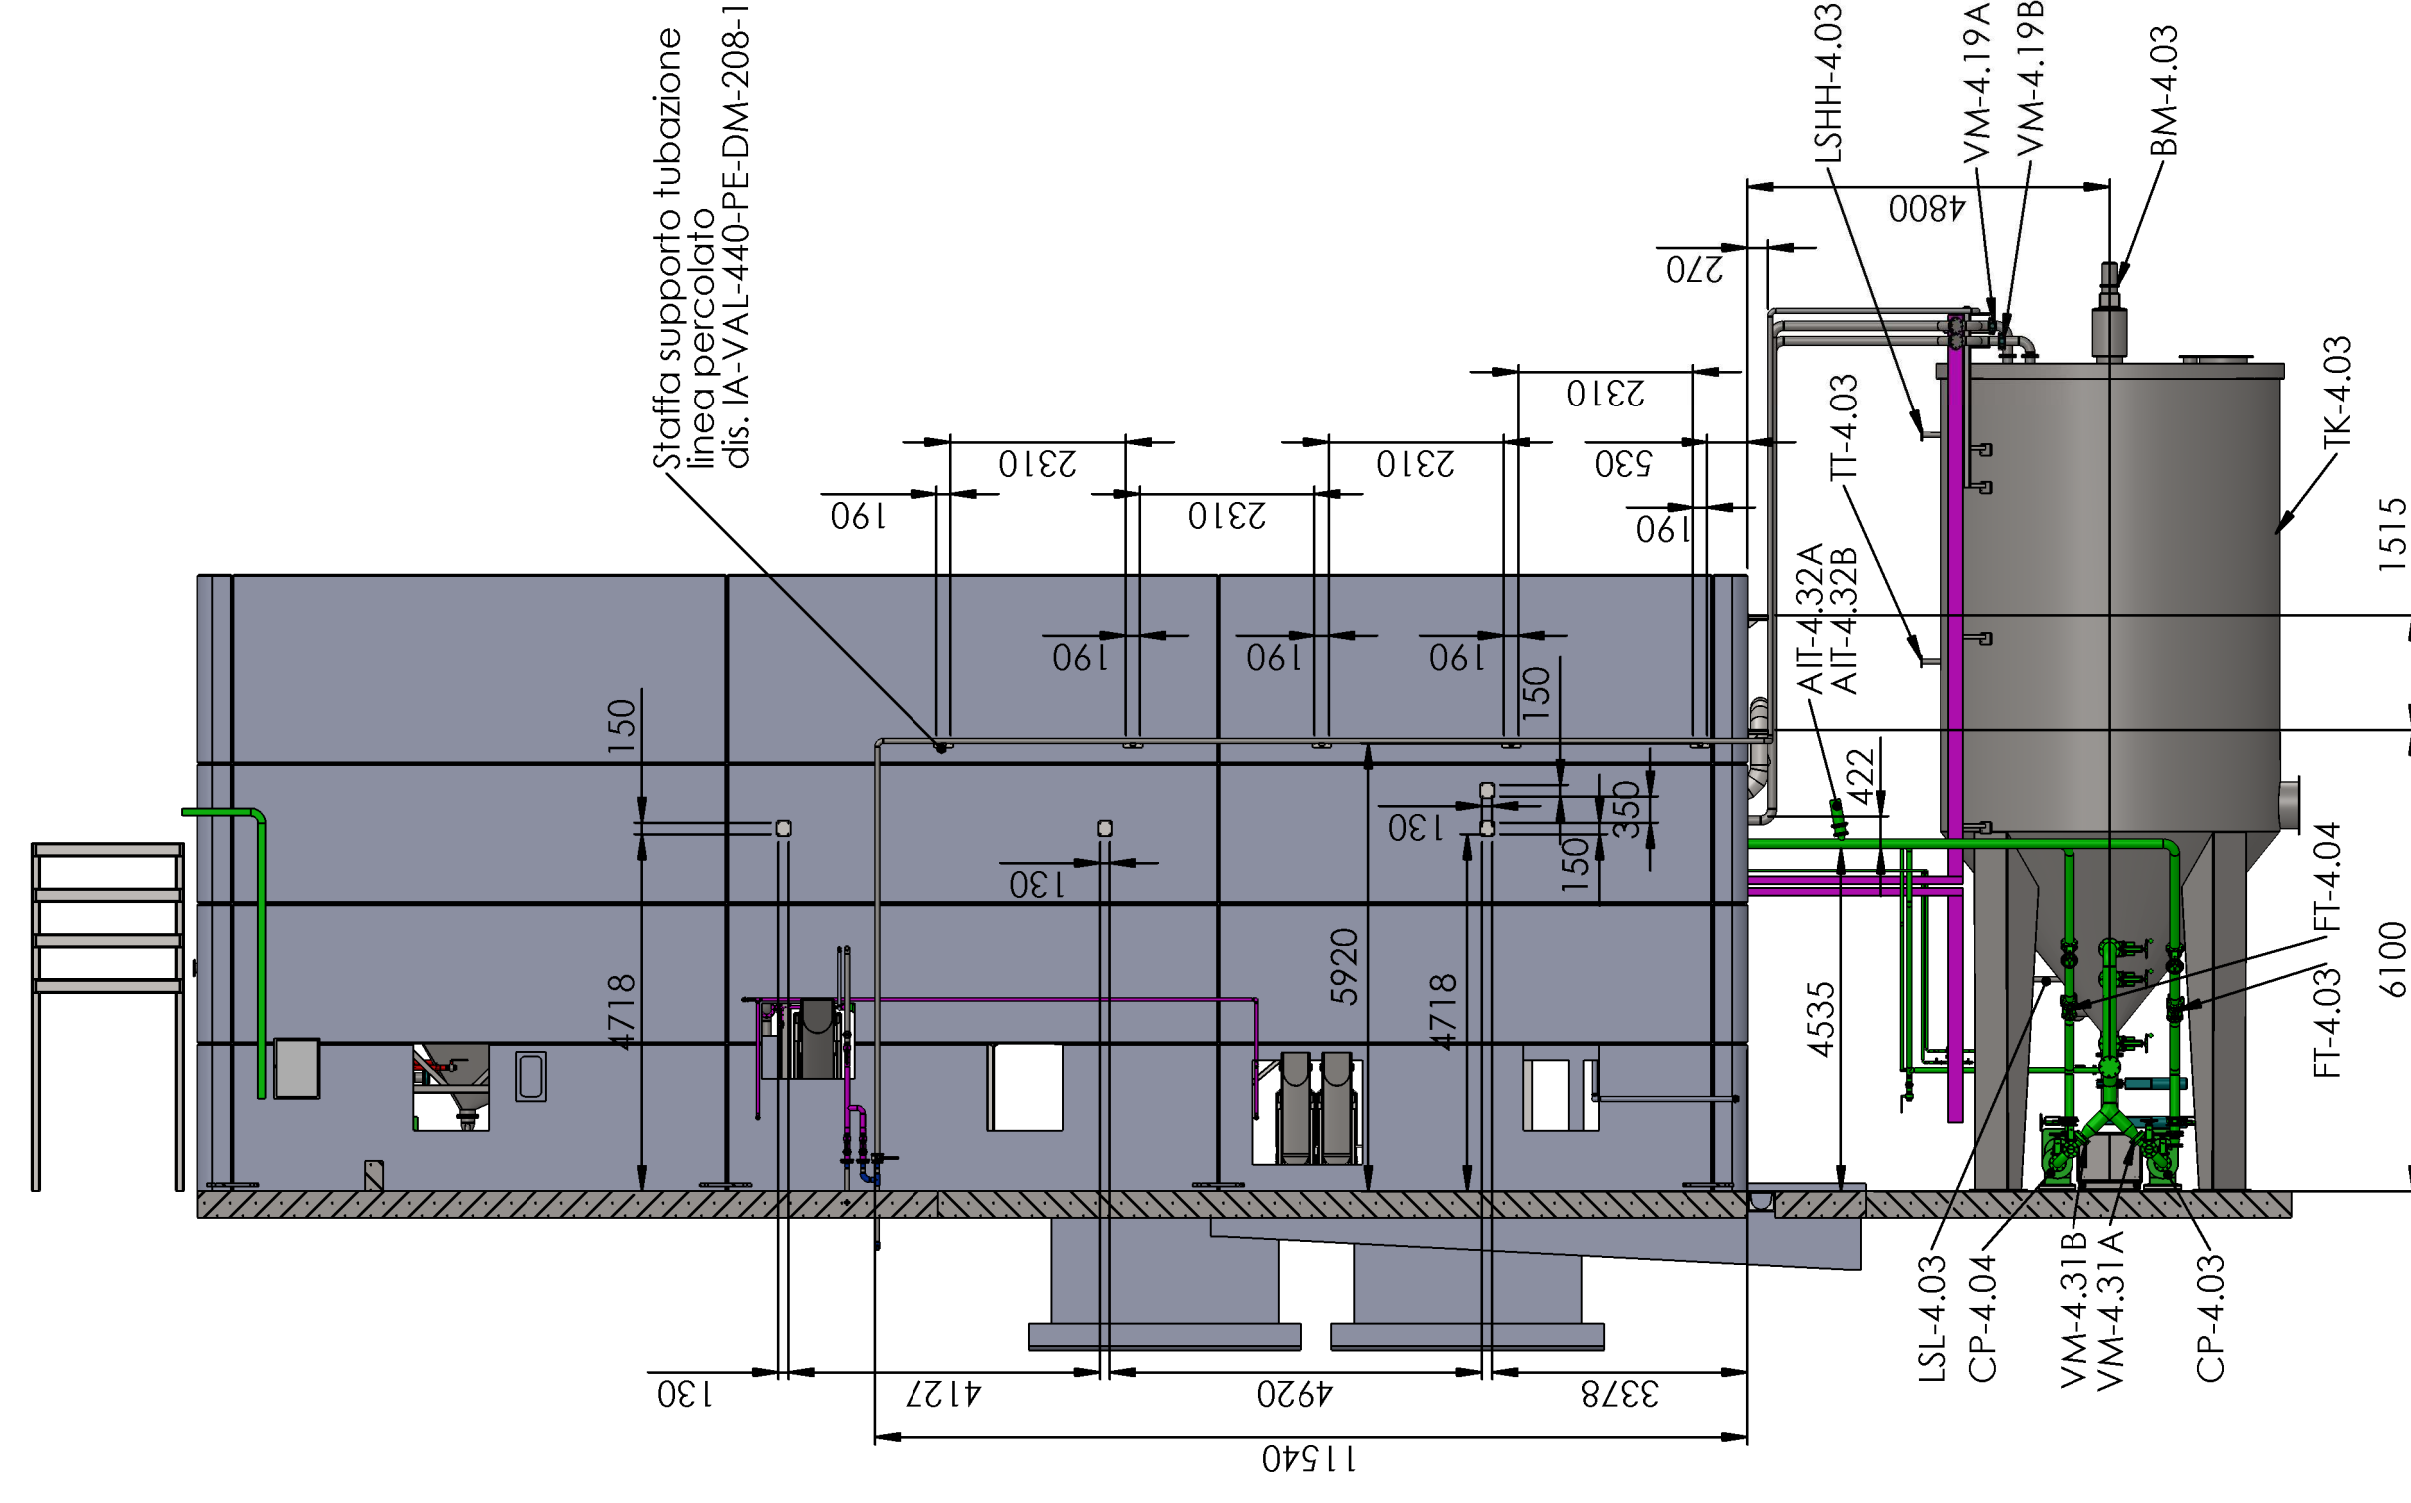 Staffa supporto tubazione
linea percolato
dis. IA-VAL-440-PE-DM-208-1
LSHH-4.03
VM-4.19A
VM-4.19B
BM-4.03
4800
270
2310
2310
2310
530
TT-4.03
TK-4.03
190
2310
190
1515
AIT-4.32A
AIT-4.32B
190
190
190
150
150
422
130
350
130
150
FT-4.04
4718
5920
4718
4535
FT-4.03
6100
LSL-4.03
CP-4.04
VM-4.31B
VM-4.31A
CP-4.03
130
4127
4920
3378
11540